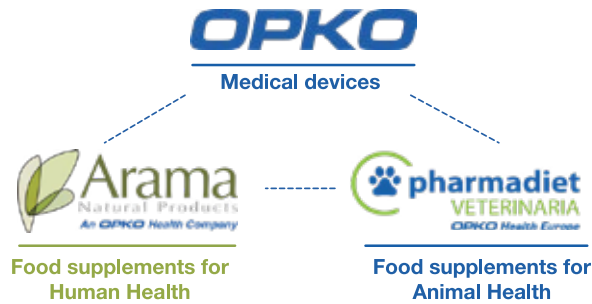 OPKO
Medical devices
Arama
Natural Products
An OPKO Health Company
Food supplements for
Human Health
pharmadiet
VETERINARIA
OPKO Health Europe
Food supplements for
Animal Health